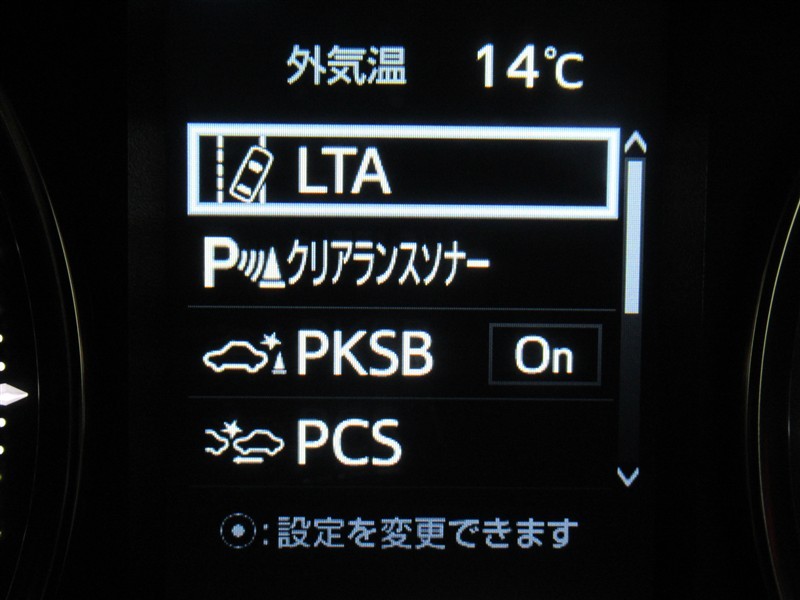 外気温 14℃
LTA
P クリアランスソナー
PKSB On
PCS
:設定を変更できます